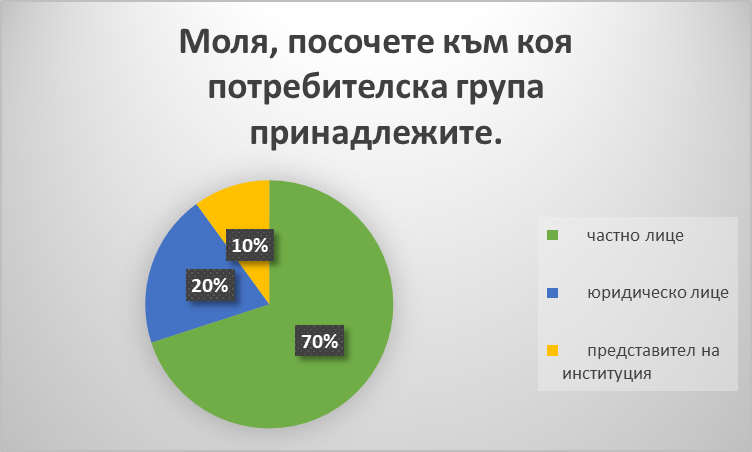 Моля, посочете към коя
потребителска група
принадлежите.
10%
20%
70%
частно лице
юридическо лице
представител на
институция